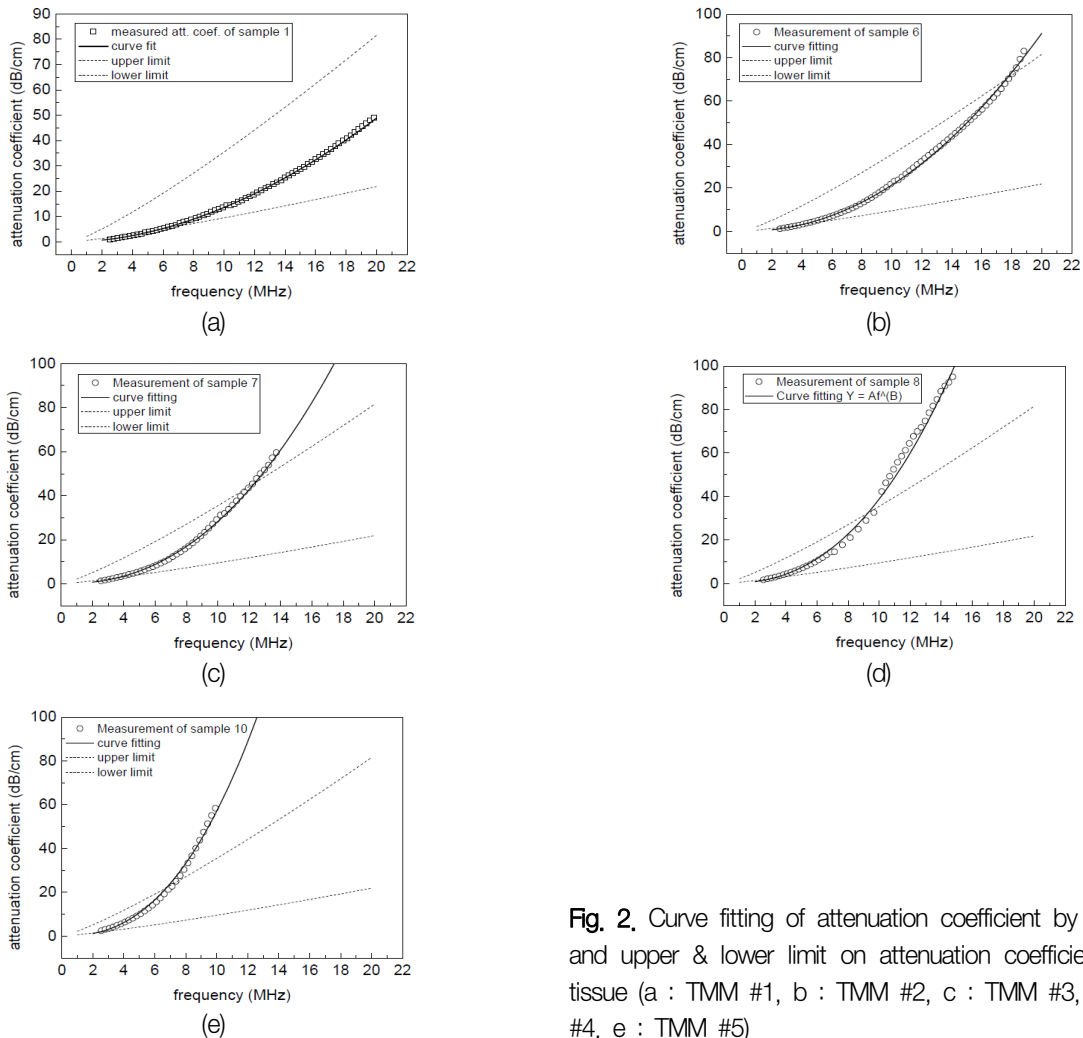 90
80
70
60
50
40
30
20
10
0
attenuation coefficient (dB/cm)
measured att. coef. of sample 1
curve fit
upper limit
lower limit
0 2 4 6 8 10 12 14 16 18 20 22
frequency (MHz)
(a)
100
80
60
40
20
0
attenuation coefficient (dB/cm)
Measurement of sample 6
curve fitting
upper limit
lower limit
0 2 4 6 8 10 12 14 16 18 20 22
frequency (MHz)
(b)
100
80
60
40
20
0
attenuation coefficient (dB/cm)
Measurement of sample 7
curve fitting
upper limit
lower limit
0 2 4 6 8 10 12 14 16 18 20 22
frequency (MHz)
(c)
100
80
60
40
20
0
attenuation coefficient (dB/cm)
Measurement of sample 8
Curve fitting Y = Af^(B)
0 2 4 6 8 10 12 14 16 18 20 22
frequency (MHz)
(d)
100
80
60
40
20
0
attenuation coefficient (dB/cm)
Measurement of sample 10
curve fitting
upper limit
lower limit
0 2 4 6 8 10 12 14 16 18 20 22
frequency (MHz)
(e)
Fig. 2. Curve fitting of attenuation coefficient by
and upper & lower limit on attenuation coefficie
tissue (a : TMM #1, b : TMM #2, c : TMM #3,
#4, e : TMM #5)